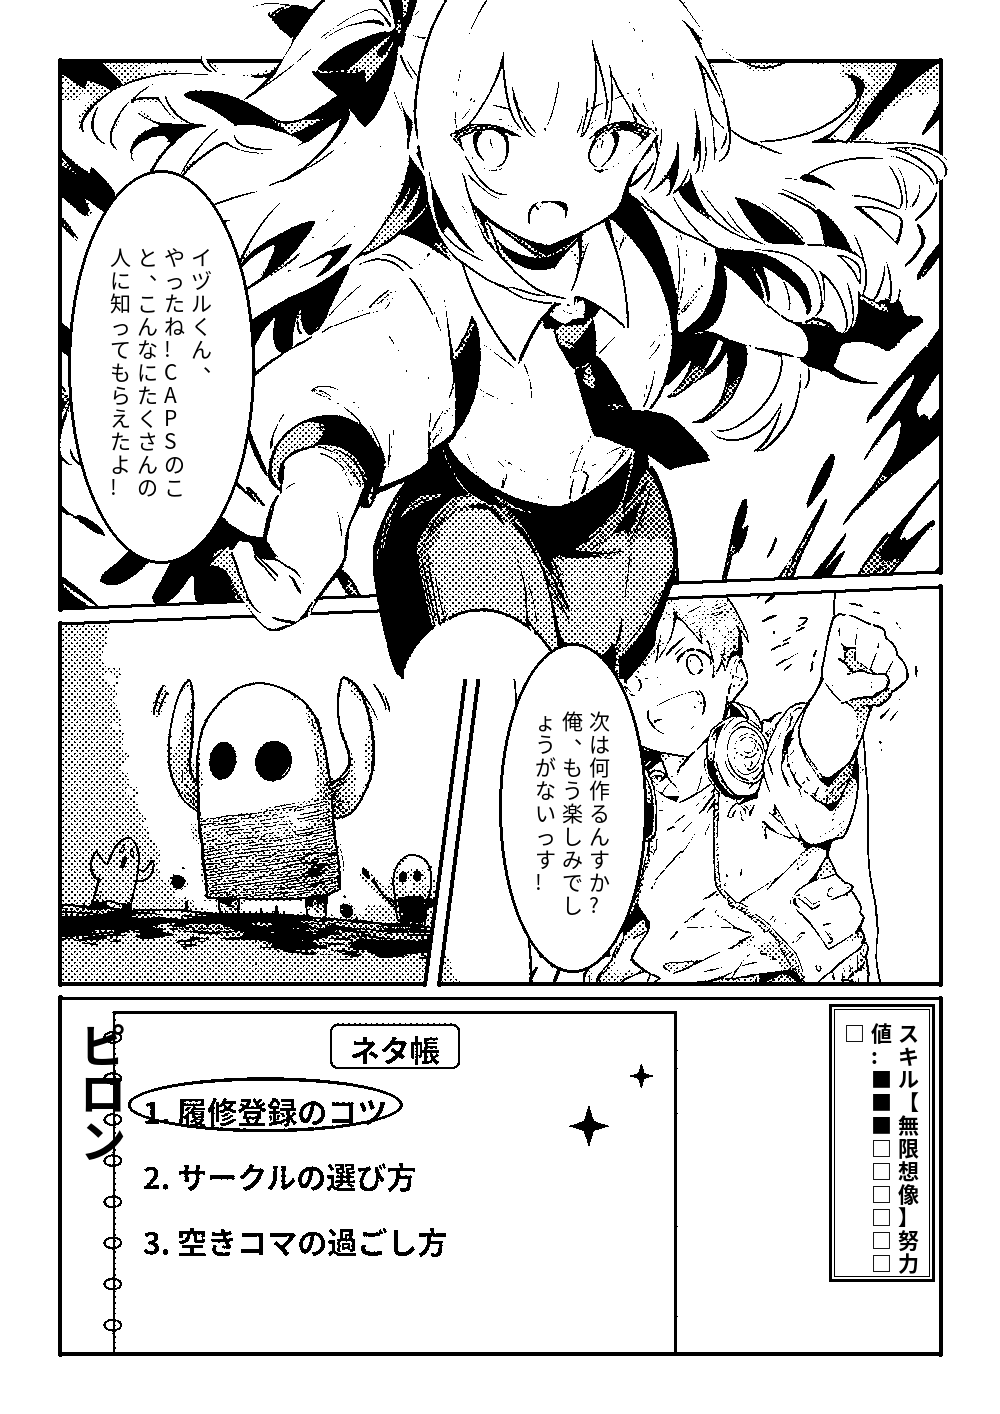 イヅルくん、
やったね！CAPSのこ
と、こんなにたくさんの
人に知ってもらえたよ！
次は何作るんすか？
俺、もう楽しみでし
ょうがないっす！
スキル【無限想像】努力
値：■■■□□□□□□
□
ピロン
ネタ帳
1. 履修登録のコツ
2. サークルの選び方
3. 空きコマの過ごし方